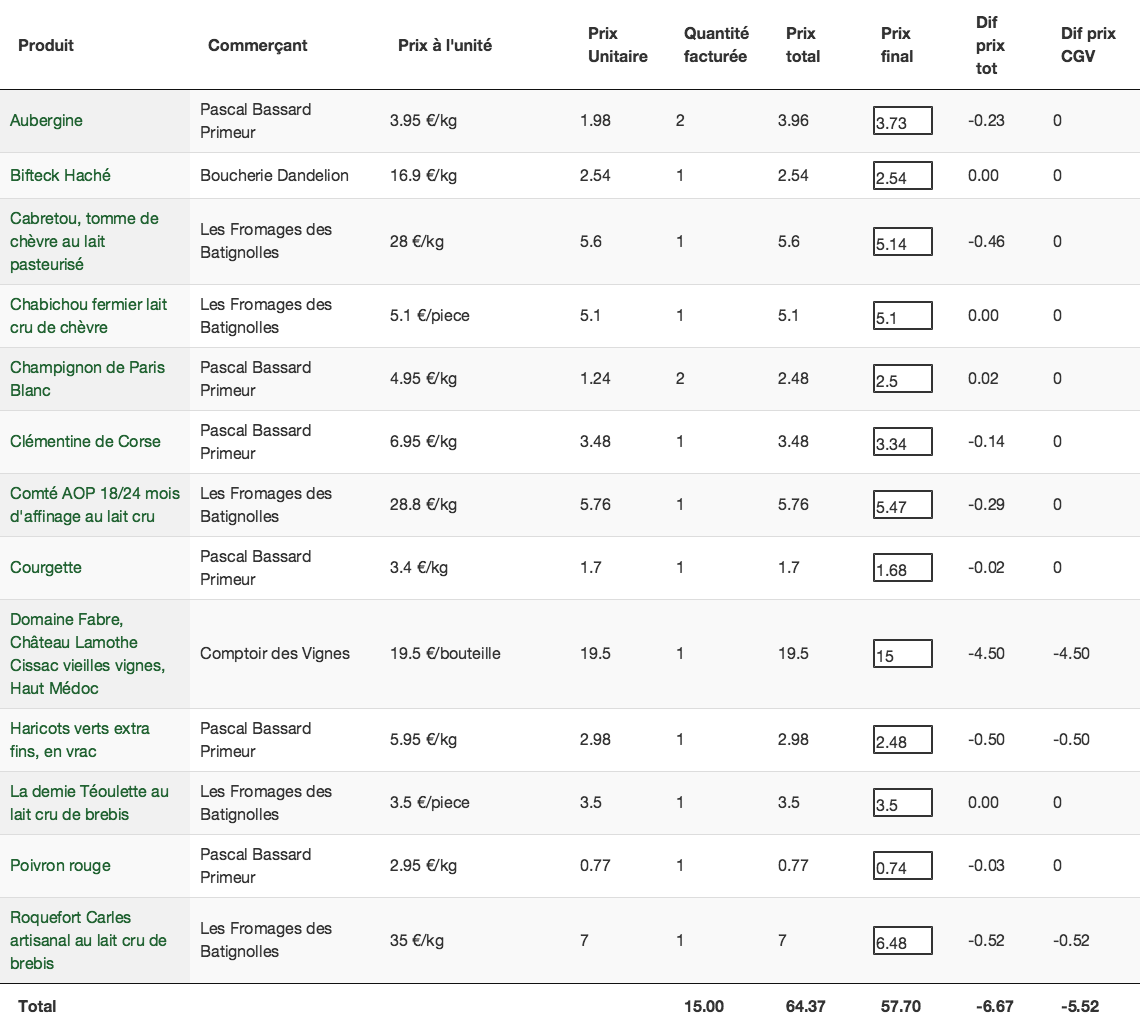 Produit Commerçant Prix à l'unité Prix Unitaire Quantité facturée Prix total Prix final Dif prix tot Dif prix CGV
Aubergine Pascal Bassard Primeur 3.95 €/kg 1.98 2 3.96 3.73 -0.23 0
Bifteck Haché Boucherie Dandelion 16.9 €/kg 2.54 1 2.54 2.54 0.00 0
Cabretou, tomme de chèvre au lait pasteurisé Les Fromages des Batignolles 28 €/kg 5.6 1 5.6 5.14 -0.46 0
Chabichou fermier lait cru de chèvre Les Fromages des Batignolles 5.1 €/piece 5.1 1 5.1 5.1 0.00 0
Champignon de Paris Blanc Pascal Bassard Primeur 4.95 €/kg 1.24 2 2.48 2.5 0.02 0
Clémentine de Corse Pascal Bassard Primeur 6.95 €/kg 3.48 1 3.48 3.34 -0.14 0
Comté AOP 18/24 mois d'affinage au lait cru Les Fromages des Batignolles 28.8 €/kg 5.76 1 5.76 5.47 -0.29 0
Courgette Pascal Bassard Primeur 3.4 €/kg 1.7 1 1.7 1.68 -0.02 0
Domaine Fabre, Château Lamothe Cissac vieilles vignes, Haut Médoc Comptoir des Vignes 19.5 €/bouteille 19.5 1 19.5 15 -4.50 -4.50
Haricots verts extra fins, en vrac Pascal Bassard Primeur 5.95 €/kg 2.98 1 2.98 2.48 -0.50 -0.50
La demie Téoulette au lait cru de brebis Les Fromages des Batignolles 3.5 €/piece 3.5 1 3.5 3.5 0.00 0
Poivron rouge Pascal Bassard Primeur 2.95 €/kg 0.77 1 0.77 0.74 -0.03 0
Roquefort Carles artisanal au lait cru de brebis Les Fromages des Batignolles 35 €/kg 7 1 7 6.48 -0.52 -0.52
Total 15.00 64.37 57.70 -6.67 -5.52